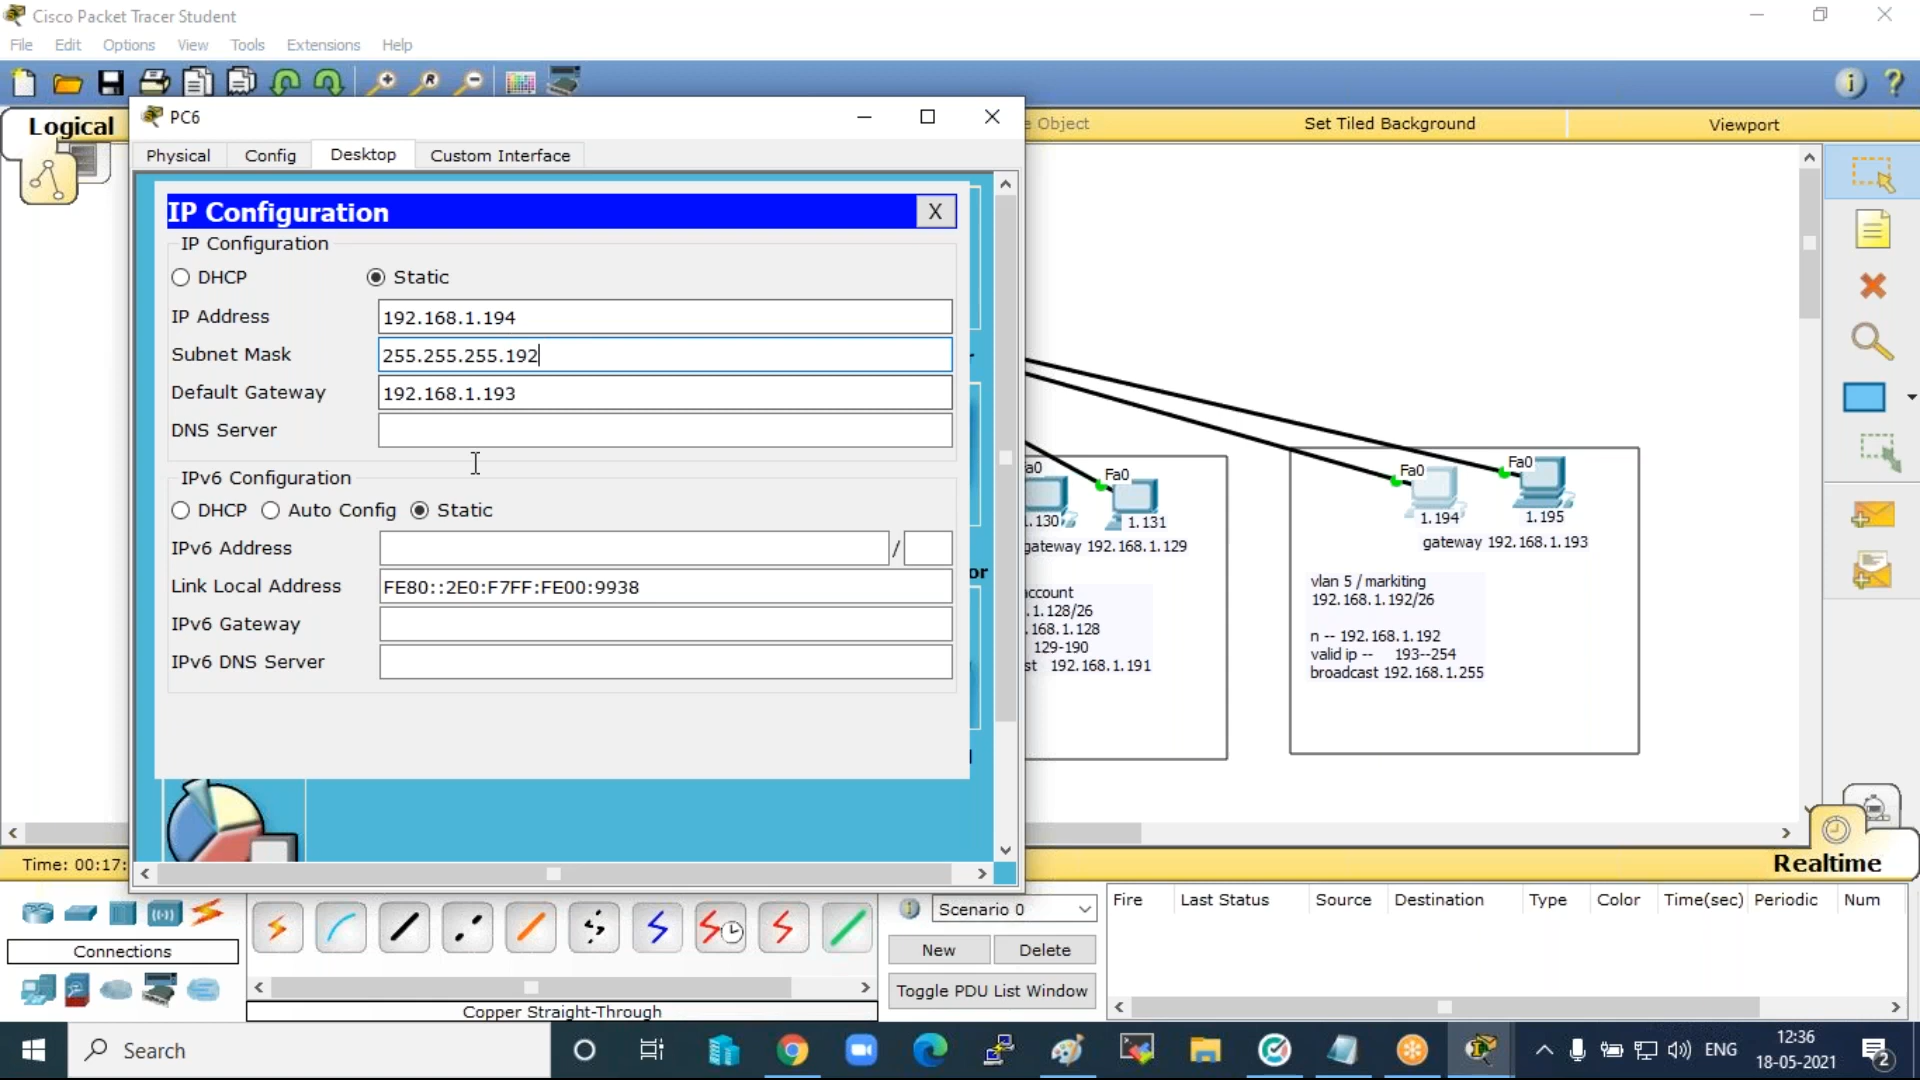 Cisco Packet Tracer Student
File Edit Options View Tools Extensions Help
Logical
PC6
e Object
Set Tiled Background
Viewport
Physical Config Desktop Custom Interface
IP Configuration X
IP Configuration
DHCP Static
IP Address 192.168.1.194
Subnet Mask 255.255.255.192
Default Gateway 192.168.1.193
DNS Server
IPv6 Configuration
DHCP Auto Config Static
IPv6 Address /
Link Local Address FE80::2E0:F7FF:FE00:9938
IPv6 Gateway
IPv6 DNS Server
or
Fa0
1.131
.130
gateway 192.168.1.129
account
.1.128/26
.168.1.128
129-190
st 192.168.1.191
Fa0
Fa0
1.194
1.195
gateway 192.168.1.193
vlan 5 / markiting
192.168.1.192/26
n -- 192.168.1.192
valid ip -- 193--254
broadcast 192.168.1.255
Time: 00:17:
Realtime
Connections
Copper Straight-Through
Scenario 0
New Delete
Toggle PDU List Window
Fire Last Status Source Destination Type Color Time(sec) Periodic Num
Search
ENG
12:36
18-05-2021
2